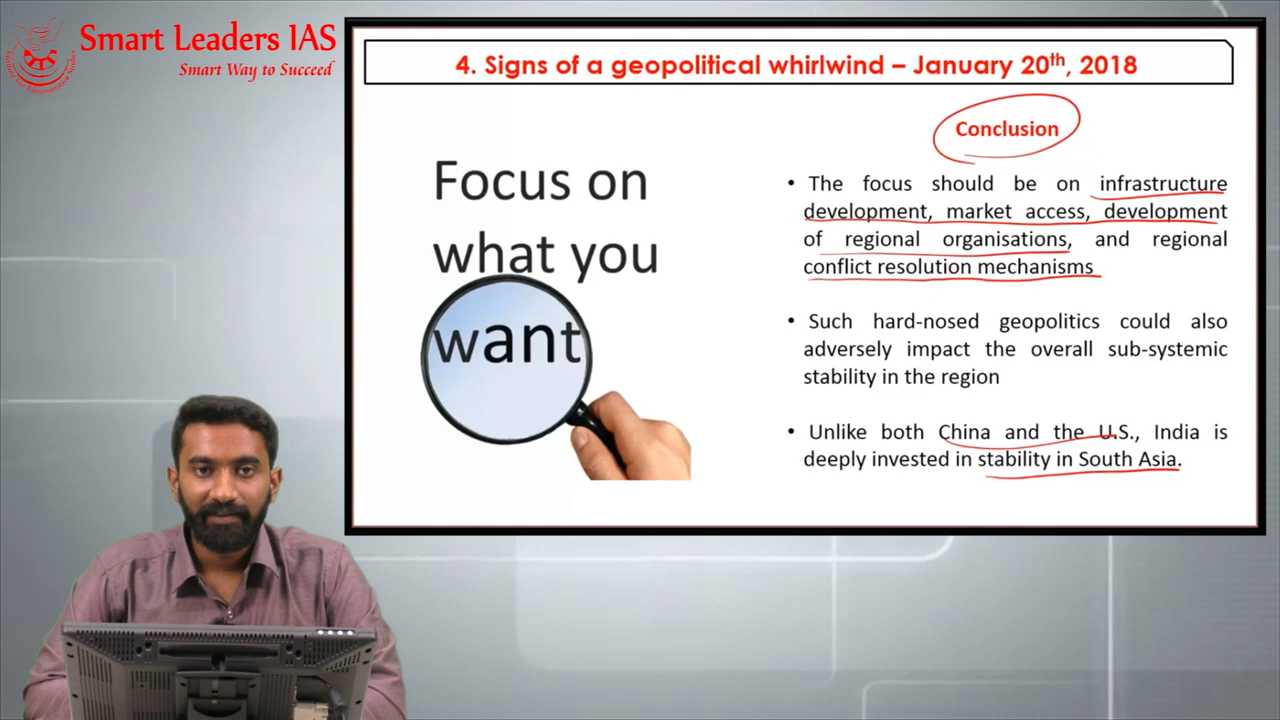 Smart Leaders IAS
Smart Way to Succeed
4. Signs of a geopolitical whirlwind – January 20th, 2018
Focus on
what you
want
Conclusion
• The focus should be on infrastructure
development, market access, development
of regional organisations, and regional
conflict resolution mechanisms
• Such hard-nosed geopolitics could also
adversely impact the overall sub-systemic
stability in the region
• Unlike both China and the U.S., India is
deeply invested in stability in South Asia.